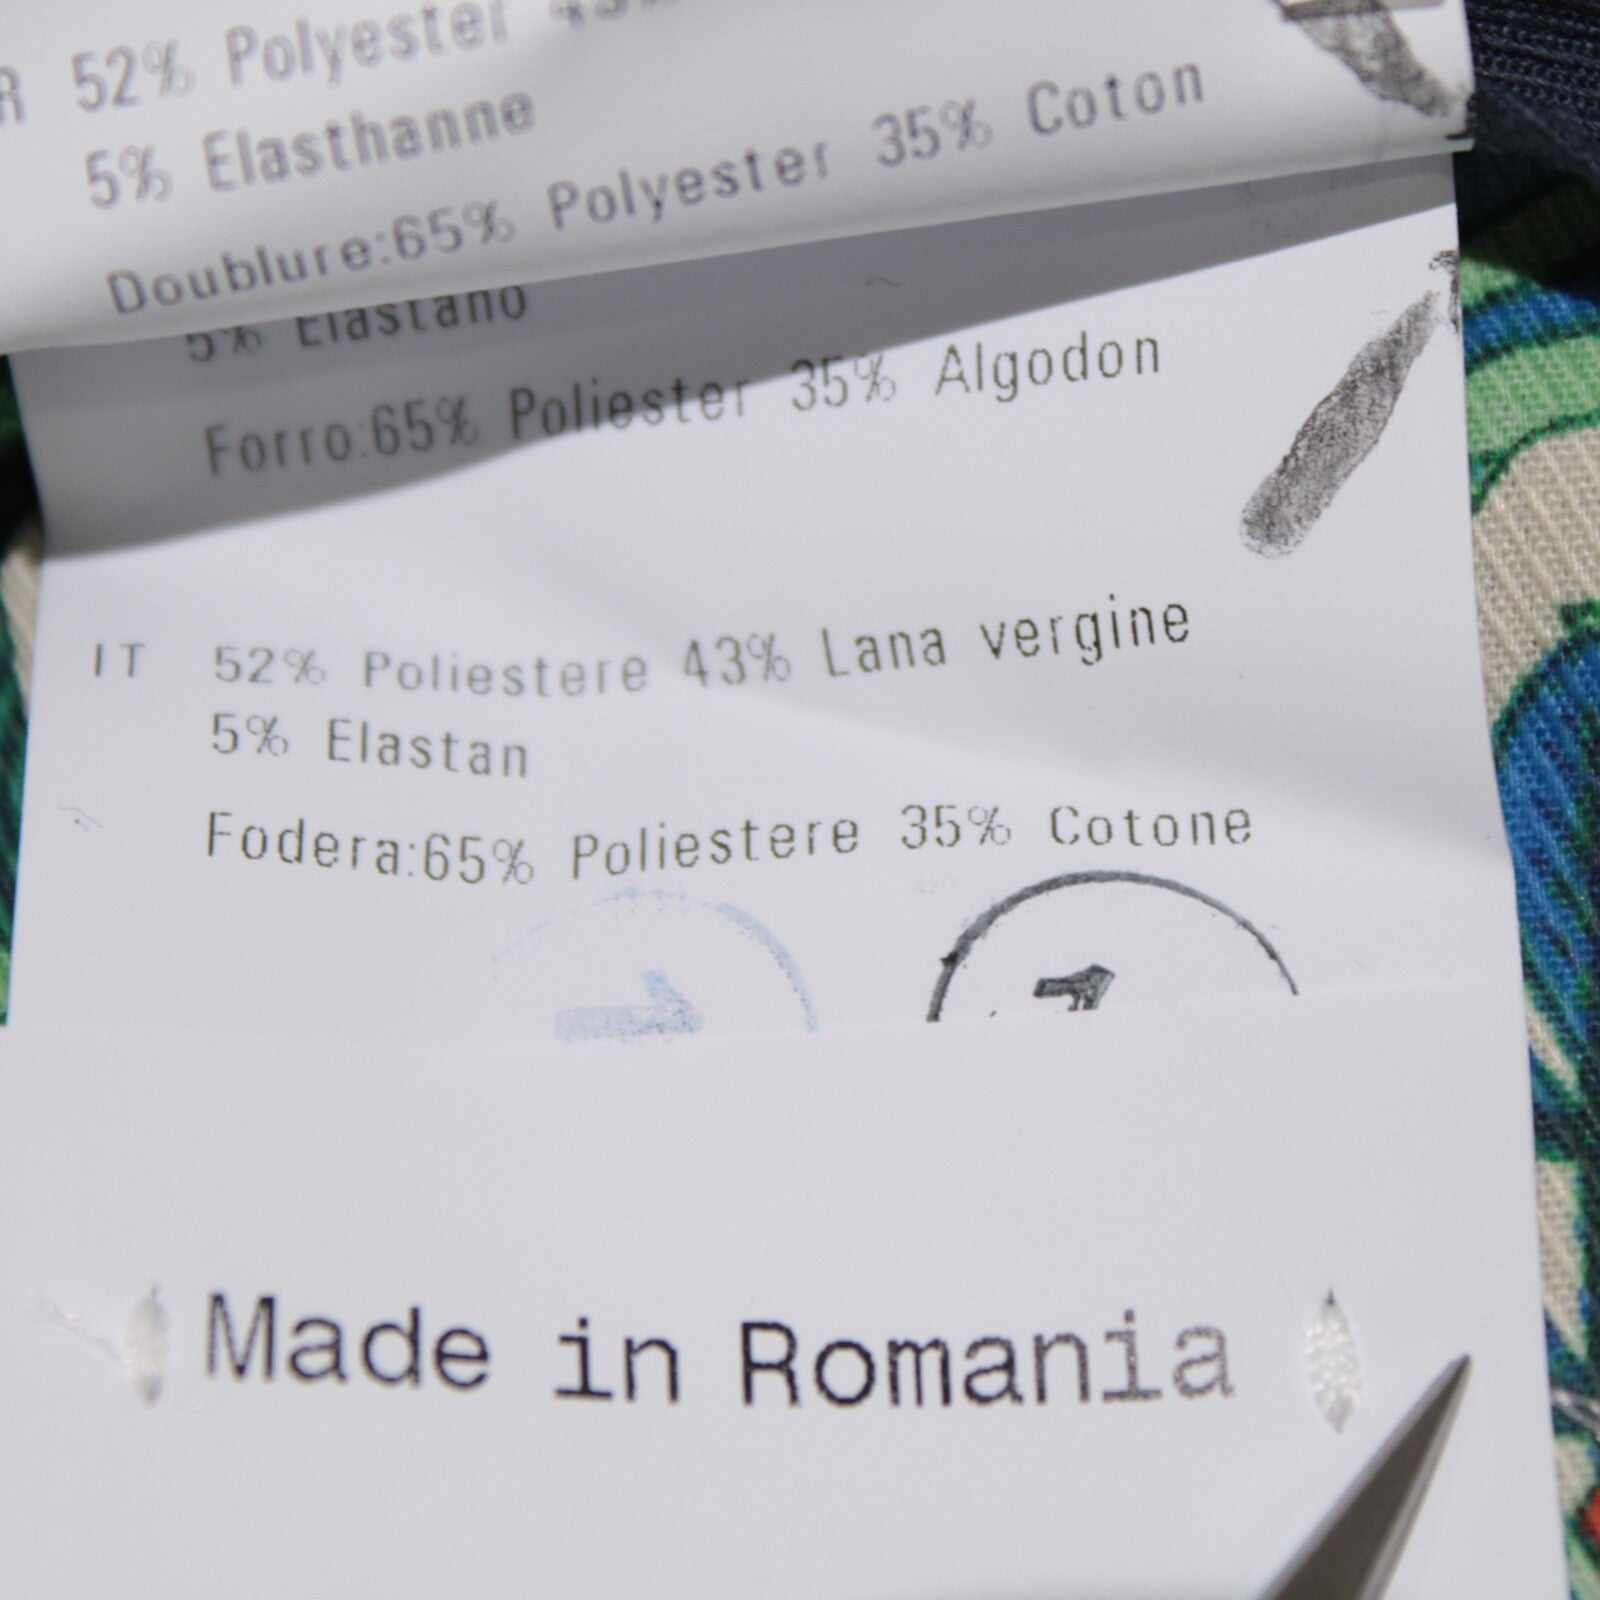 52% Polyester 43%
5% Elasthanne
Doublure:65% Polyester 35% Coton
5% Elastano
Forro:65% Poliester 35% Algodon
IT 52% Poliestere 43% Lana vergine
5% Elastan
Fodera:65% Poliestere 35% Cotone
Made in Romania